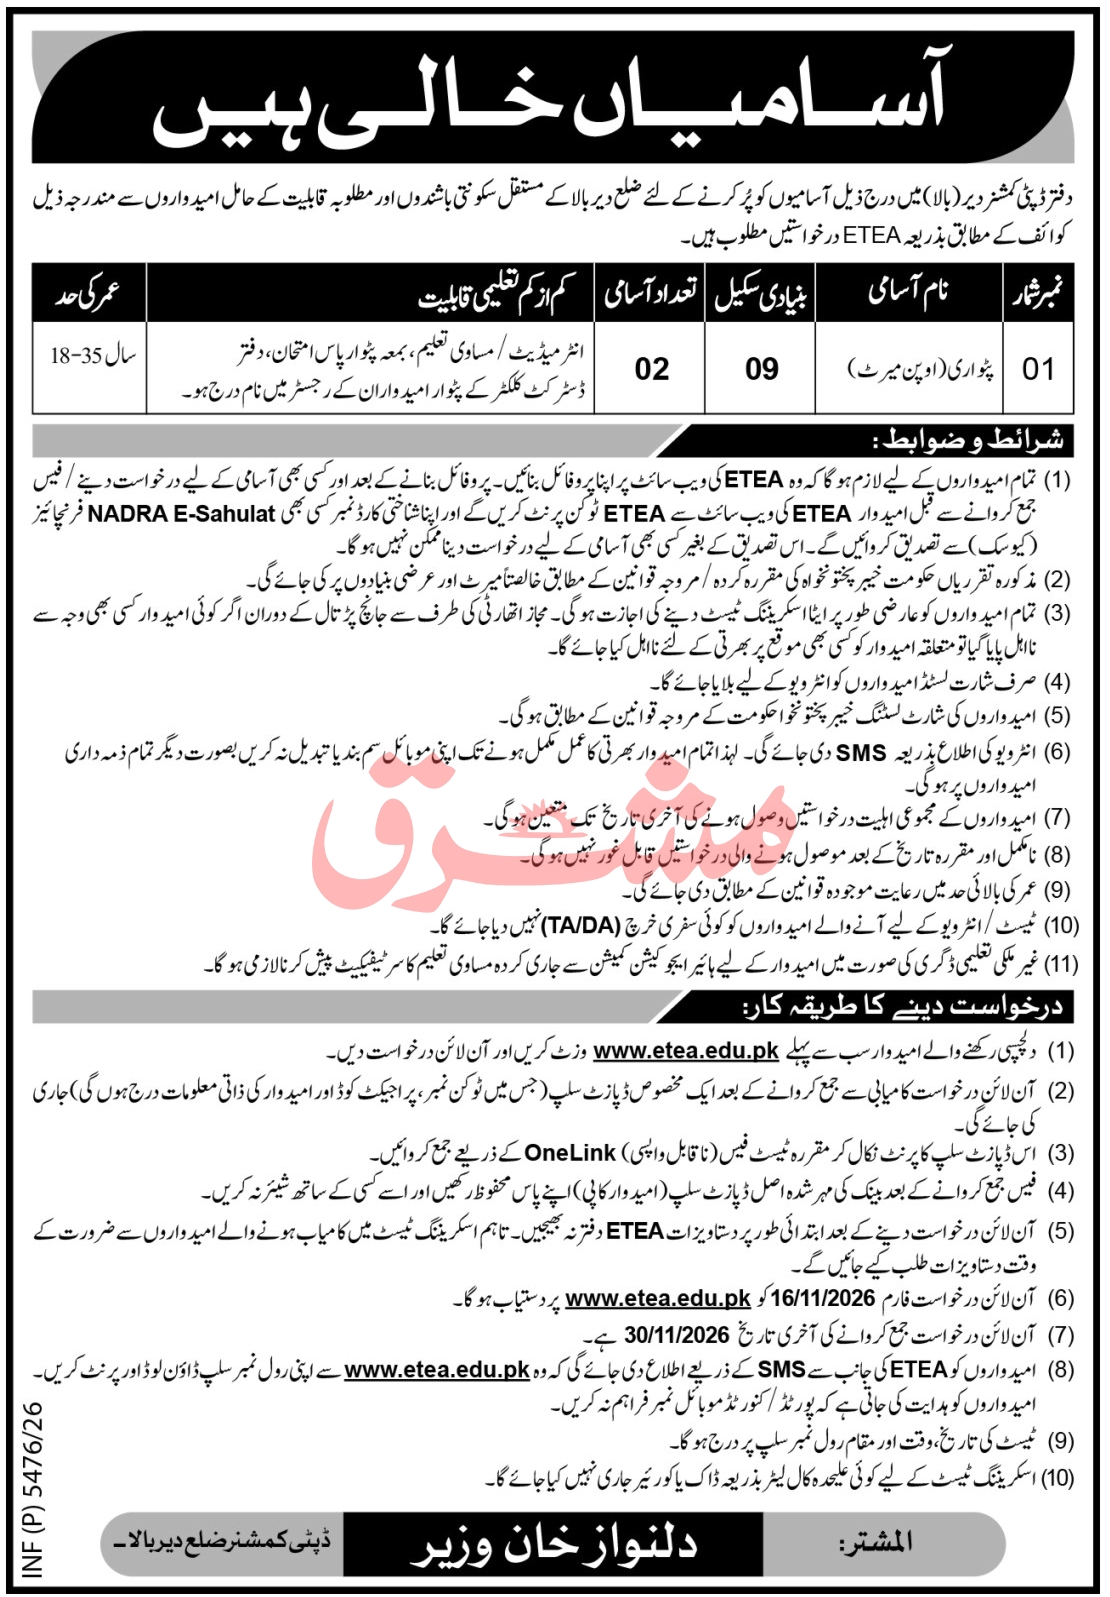 آسامیاں خالی ہیں
دفتر ڈپٹی کمشنر دیر (بالا) میں درج ذیل آسامیوں کو پُر کرنے کے لئے ضلع دیر بالا کے مستقل سکونتی باشندوں اور مطلوبہ قابلیت کے حامل امیدواروں سے مندرجہ ذیل
کوائف کے مطابق بذریعہ ETEA درخواستیں مطلوب ہیں۔
نمبر شمار نام آسامی بنیادی سکیل تعداد آسامی کم از کم تعلیمی قابلیت عمر کی حد
01 پٹواری (اوپن میرٹ) 09 02 انٹرمیڈیٹ / مساوی تعلیم، بمعہ پٹوار پاس امتحان، دفتر 18-35 سال
ڈسٹرکٹ کلکٹر کے پٹوار امیدواران کے رجسٹر میں نام درج ہو۔
شرائط و ضوابط:
(1) تمام امیدواروں کے لیے لازم ہوگا کہ وہ ETEA کی ویب سائٹ پر اپنا پروفائل بنائیں۔ پروفائل بنانے کے بعد اور کسی بھی آسامی کے لیے درخواست دینے / فیس
جمع کروانے سے قبل امیدوار ETEA کی ویب سائٹ سے ETEA ٹوکن پرنٹ کریں گے اور اپنا شناختی کارڈ نمبر کسی بھی NADRA E-Sahulat فرنچائیز
(کیوسک) سے تصدیق کروائیں گے۔ اس تصدیق کے بغیر کسی بھی آسامی کے لیے درخواست دینا ممکن نہیں ہوگا۔
(2) مذکورہ تقرریاں حکومت خیبر پختونخواہ کی مقررہ کردہ / مروجہ قوانین کے مطابق خالصتاً میرٹ اور عرضی بنیادوں پر کی جائے گی۔
(3) تمام امیدواروں کو عارضی طور پر ایٹا اسکریننگ ٹیسٹ دینے کی اجازت ہوگی۔ مجاز اتھارٹی کی طرف سے جانچ پڑتال کے دوران اگر کوئی امیدوار کسی بھی وجہ سے
نااہل پایا گیا تو متعلقہ امیدوار کو کسی بھی موقع پر بھرتی کے لئے نااہل کیا جائے گا۔
(4) صرف شارٹ لسٹڈ امیدواروں کو انٹرویو کے لیے بلایا جائے گا۔
(5) امیدواروں کی شارٹ لسٹنگ خیبر پختونخوا حکومت کے مروجہ قوانین کے مطابق ہوگی۔
(6) انٹرویو کی اطلاع بذریعہ SMS دی جائے گی۔ لہذا تمام امیدوار بھرتی کا عمل مکمل ہونے تک اپنی موبائل سم بند یا تبدیل نہ کریں بصورت دیگر تمام ذمہ داری
امیدواروں پر ہوگی۔
(7) امیدواروں کے مجموعی اہلیت درخواستیں وصول ہونے کی آخری تاریخ تک متعین ہوگی۔
(8) نامکمل اور مقررہ تاریخ کے بعد موصول ہونے والی درخواستیں قابل غور نہیں ہوگی۔
(9) عمر کی بالائی حد میں رعایت موجودہ قوانین کے مطابق دی جائے گی۔
(10) ٹیسٹ / انٹرویو کے لیے آنے والے امیدواروں کو کوئی سفری خرچ (TA/DA) نہیں دیا جائے گا۔
(11) غیر ملکی تعلیمی ڈگری کی صورت میں امیدوار کے لیے ہائیر ایجوکیشن کمیشن سے جاری کردہ مساوی تعلیم کا سرٹیفیکیٹ پیش کرنا لازمی ہوگا۔
مشرق
درخواست دینے کا طریقہ کار:
(1) دلچسپی رکھنے والے امیدوار سب سے پہلے www.etea.edu.pk وزٹ کریں اور آن لائن درخواست دیں۔
(2) آن لائن درخواست کامیابی سے جمع کروانے کے بعد ایک مخصوص ڈپازٹ سلپ (جس میں ٹوکن نمبر، پراجیکٹ کوڈ اور امیدوار کی ذاتی معلومات درج ہوں گی) جاری
کی جائے گی۔
(3) اس ڈپازٹ سلپ کا پرنٹ نکال کر مقررہ ٹیسٹ فیس (ناقابل واپسی) OneLink کے ذریعے جمع کروائیں۔
(4) فیس جمع کروانے کے بعد بینک کی مہر شدہ اصل ڈپازٹ سلپ (امیدوار کاپی) اپنے پاس محفوظ رکھیں اور اسے کسی کے ساتھ شیئر نہ کریں۔
(5) آن لائن درخواست دینے کے بعد ابتدائی طور پر دستاویزات ETEA دفتر نہ بھیجیں۔ تاہم اسکریننگ ٹیسٹ میں کامیاب ہونے والے امیدواروں سے ضرورت کے
وقت دستاویزات طلب کیے جائیں گے۔
(6) آن لائن درخواست فارم 16/11/2026 کو www.etea.edu.pk پر دستیاب ہوگا۔
(7) آن لائن درخواست جمع کروانے کی آخری تاریخ 30/11/2026 ہے۔
(8) امیدواروں کو ETEA کی جانب سے SMS کے ذریعے اطلاع دی جائے گی کہ وہ www.etea.edu.pk سے اپنی رول نمبر سلپ ڈاؤن لوڈ اور پرنٹ کریں۔
امیدواروں کو ہدایت کی جاتی ہے کہ پورٹڈ / کنورٹڈ موبائل نمبر فراہم نہ کریں۔
(9) ٹیسٹ کی تاریخ، وقت اور مقام رول نمبر سلپ پر درج ہوگا۔
(10) اسکریننگ ٹیسٹ کے لیے کوئی علیحدہ کال لیٹر بذریعہ ڈاک یا کورئیر جاری نہیں کیا جائے گا۔
المشتر: دلنواز خان وزیر ڈپٹی کمشنر ضلع دیر بالا۔
INF (P) 5476/26